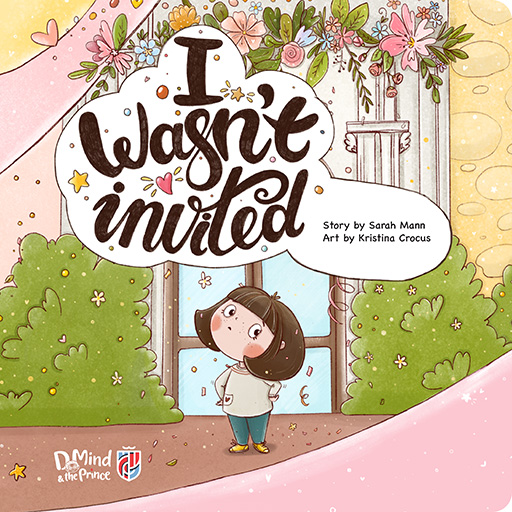 I
Wasn't
invited
Story by Sarah Mann
Art by Kristina Crocus
D Mind
& the Prince